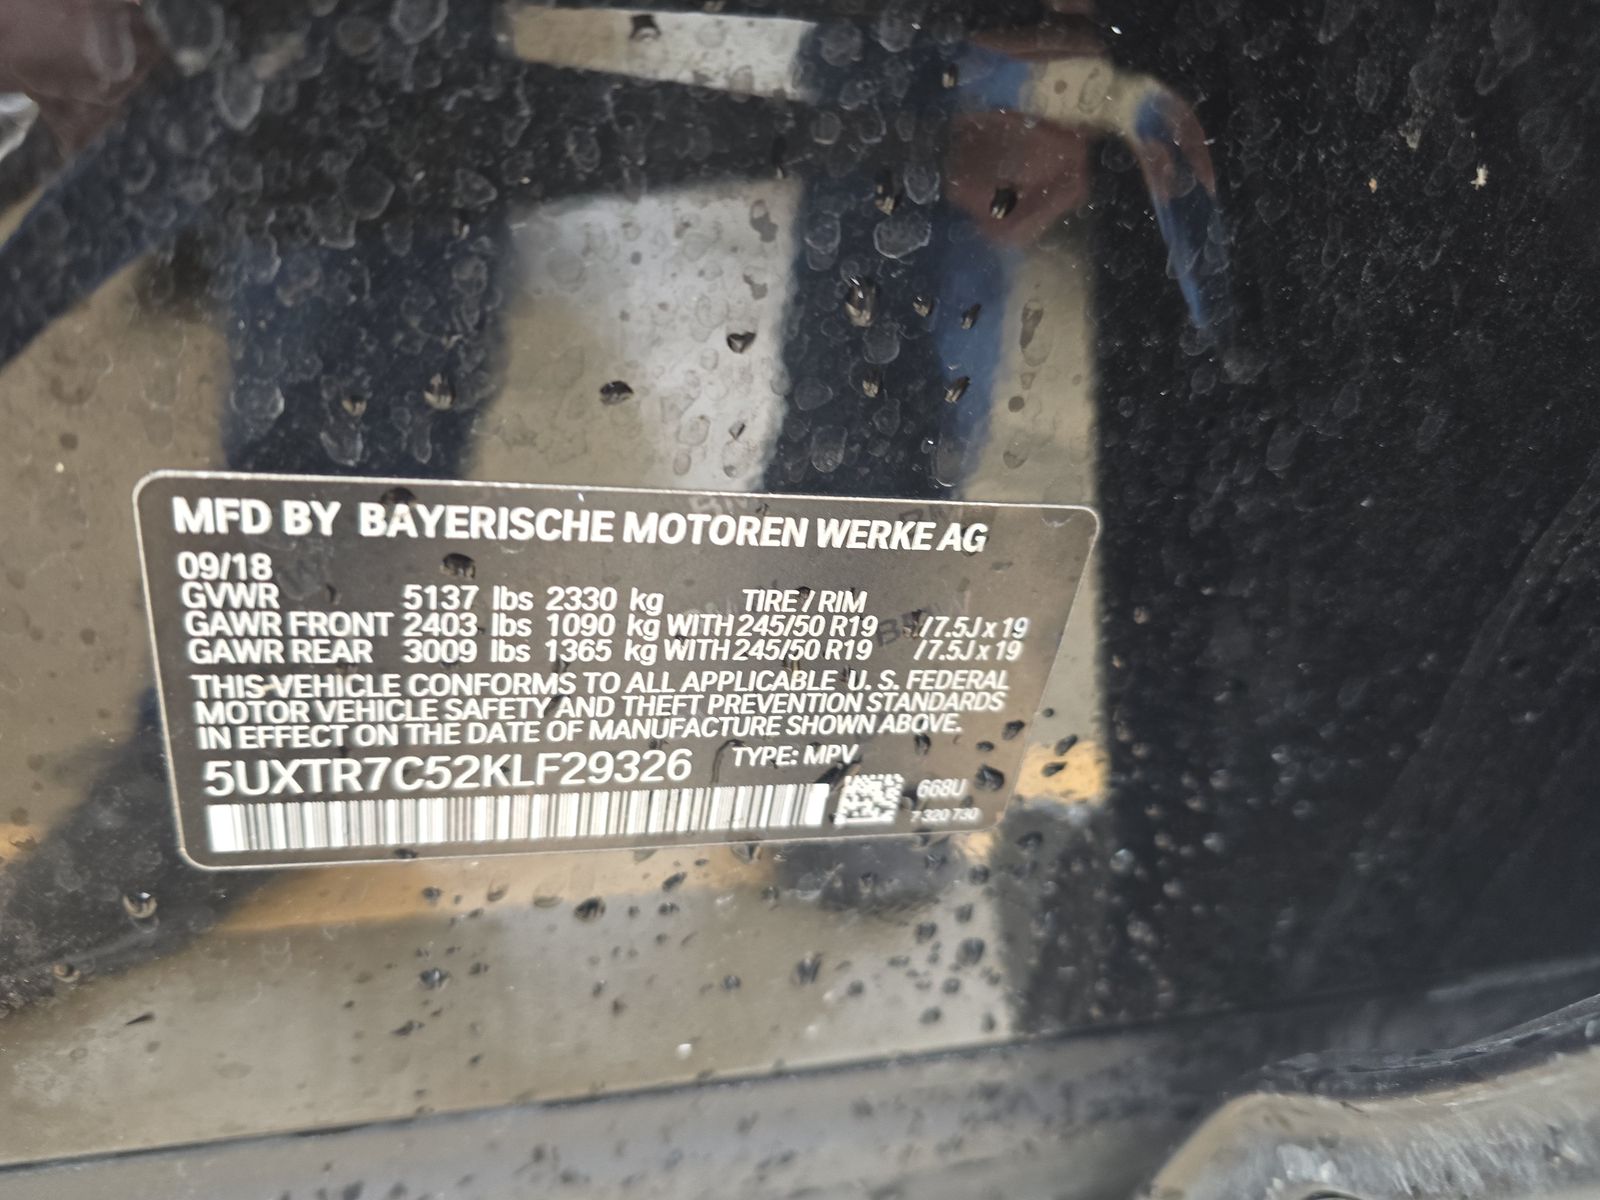 MFD BY BAYERISCHE MOTOREN WERKE AG
09/18
GVWR 5137 lbs 2330 kg TIRE / RIM
GAWR FRONT 2403 lbs 1090 kg WITH 245/50 R19 / 7.5J x 19
GAWR REAR 3009 lbs 1365 kg WITH 245/50 R19 / 7.5J x 19
THIS VEHICLE CONFORMS TO ALL APPLICABLE U. S. FEDERAL
MOTOR VEHICLE SAFETY AND THEFT PREVENTION STANDARDS
IN EFFECT ON THE DATE OF MANUFACTURE SHOWN ABOVE.
5UXTR7C52KLF29326 TYPE: MPV
668U
7 320 730